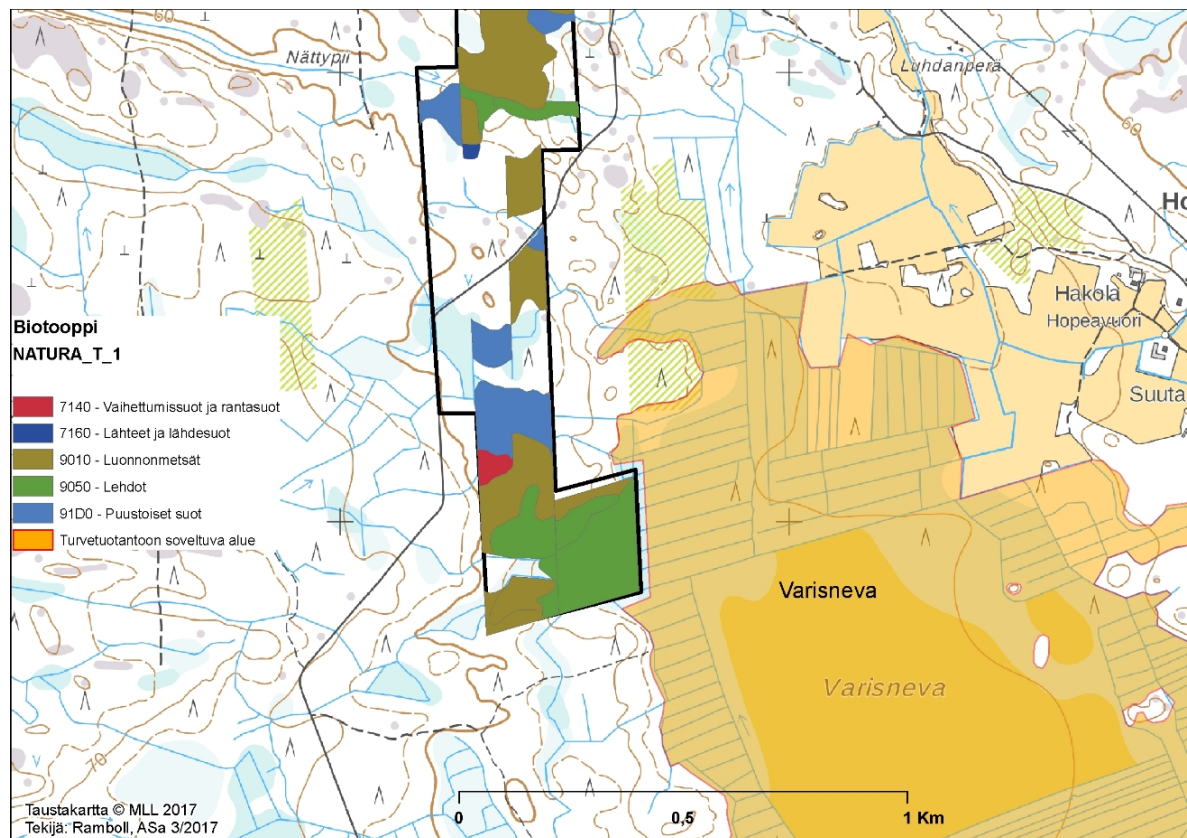 60
Nättypii
Luhdanperä
60
Ho
Hakola
Hopeavuori
Suuta
Biotooppi
NATURA_T_1
7140 - Vaihettumissuot ja rantasuot
7160 - Lähteet ja lähdesuot
9010 - Luonnonmetsät
9050 - Lehdot
91D0 - Puustoiset suot
Turvetuotantoon soveltuva alue
Varisneva
Varisneva
70
0
0,5
1 Km
Taustakartta © MLL 2017
Tekijä: Ramboll, ASa 3/2017